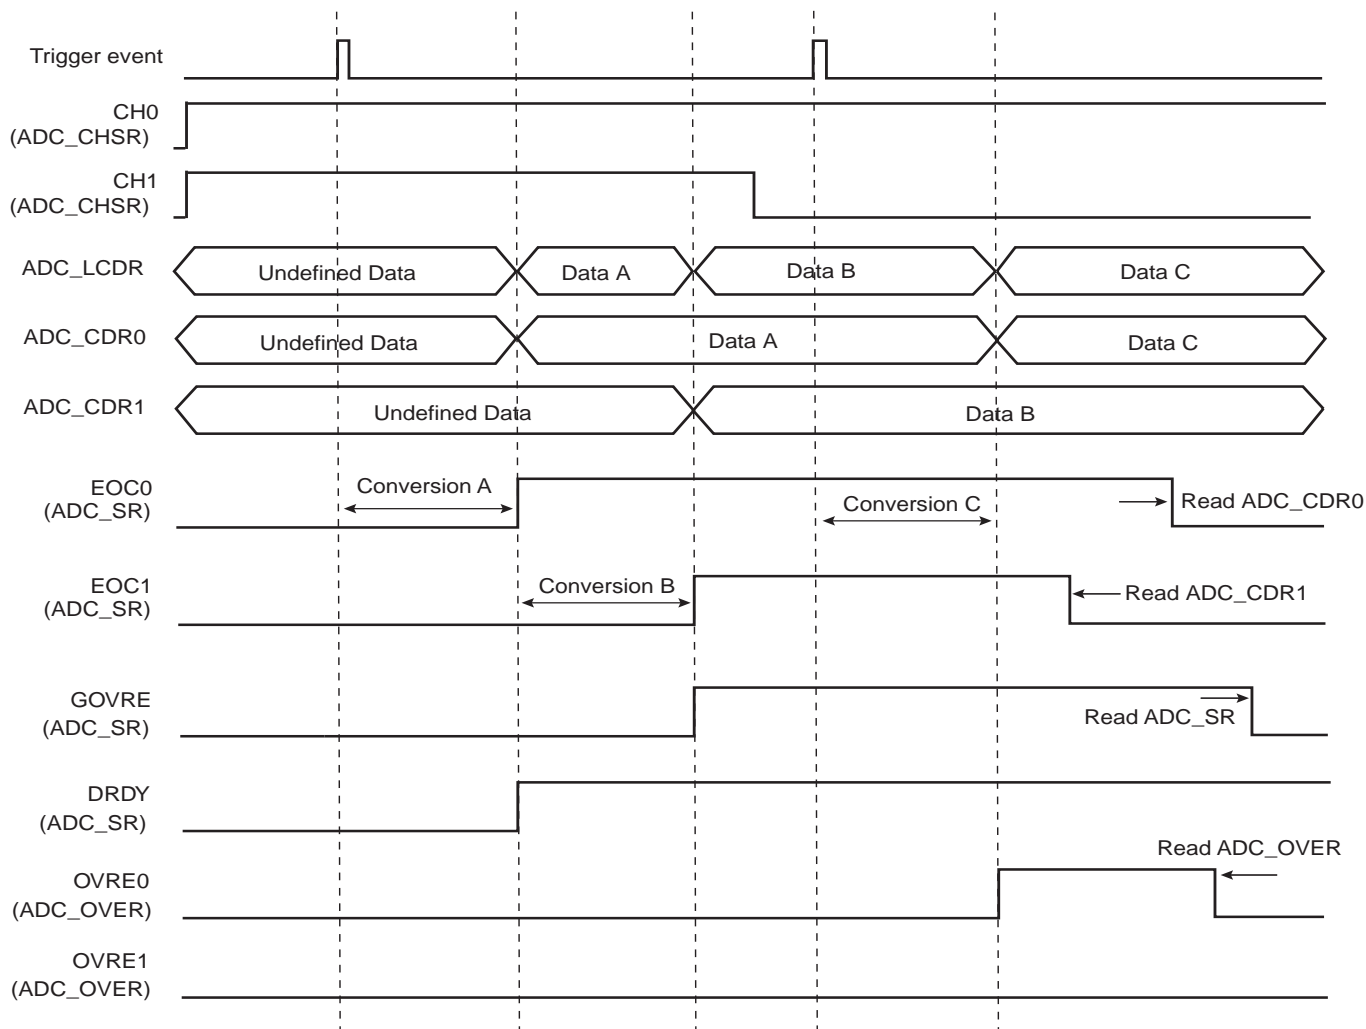 Trigger event
CH0
(ADC_CHSR)
CH1
(ADC_CHSR)
ADC_LCDR
Undefined Data
Data A
Data B
Data C
ADC_CDR0
Undefined Data
Data A
Data C
ADC_CDR1
Undefined Data
Data B
EOC0
(ADC_SR)
Conversion A
Conversion C
Read ADC_CDR0
EOC1
(ADC_SR)
Conversion B
Read ADC_CDR1
GOVRE
(ADC_SR)
Read ADC_SR
DRDY
(ADC_SR)
Read ADC_OVER
OVRE0
(ADC_OVER)
OVRE1
(ADC_OVER)